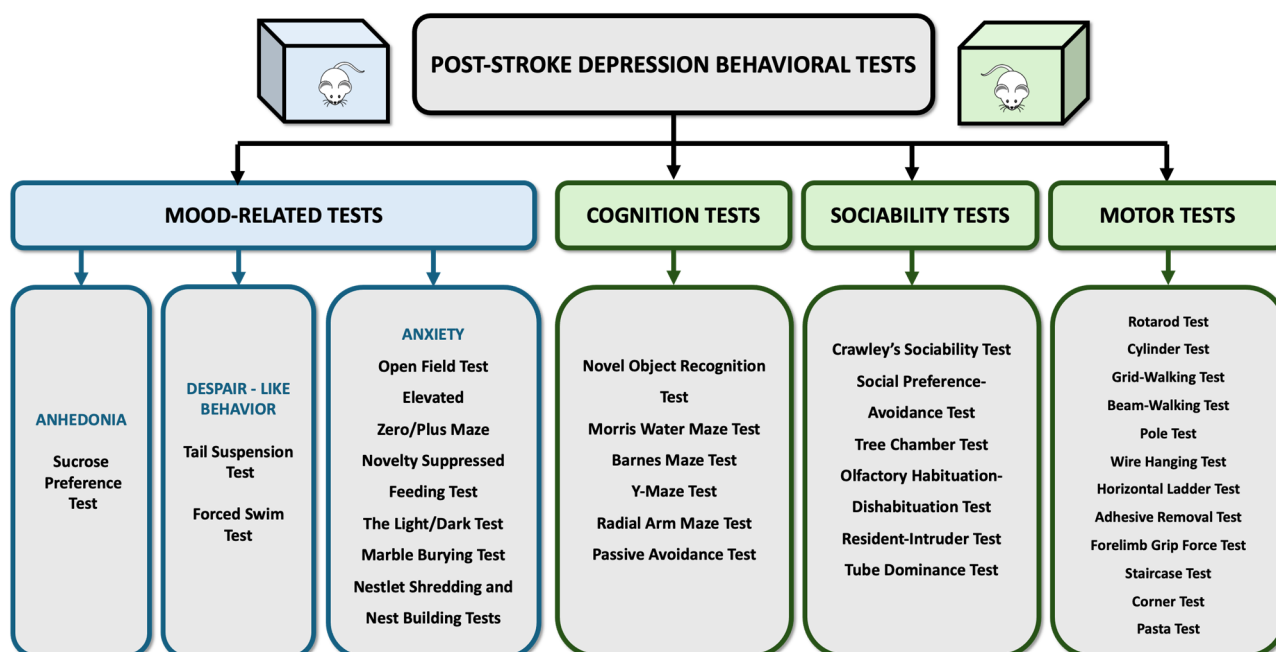 POST-STROKE DEPRESSION BEHAVIORAL TESTS
MOOD-RELATED TESTS
COGNITION TESTS
SOCIABILITY TESTS
MOTOR TESTS
ANHEDONIA
Sucrose
Preference
Test
DESPAIR - LIKE
BEHAVIOR
Tail Suspension
Test
Forced Swim
Test
ANXIETY
Open Field Test
Elevated
Zero/Plus Maze
Novelty Suppressed
Feeding Test
The Light/Dark Test
Marble Burying Test
Nestlet Shredding and
Nest Building Tests
Novel Object Recognition
Test
Morris Water Maze Test
Barnes Maze Test
Y-Maze Test
Radial Arm Maze Test
Passive Avoidance Test
Crawley's Sociability Test
Social Preference-
Avoidance Test
Tree Chamber Test
Olfactory Habituation-
Dishabituation Test
Resident-Intruder Test
Tube Dominance Test
Rotarod Test
Cylinder Test
Grid-Walking Test
Beam-Walking Test
Pole Test
Wire Hanging Test
Horizontal Ladder Test
Adhesive Removal Test
Forelimb Grip Force Test
Staircase Test
Corner Test
Pasta Test